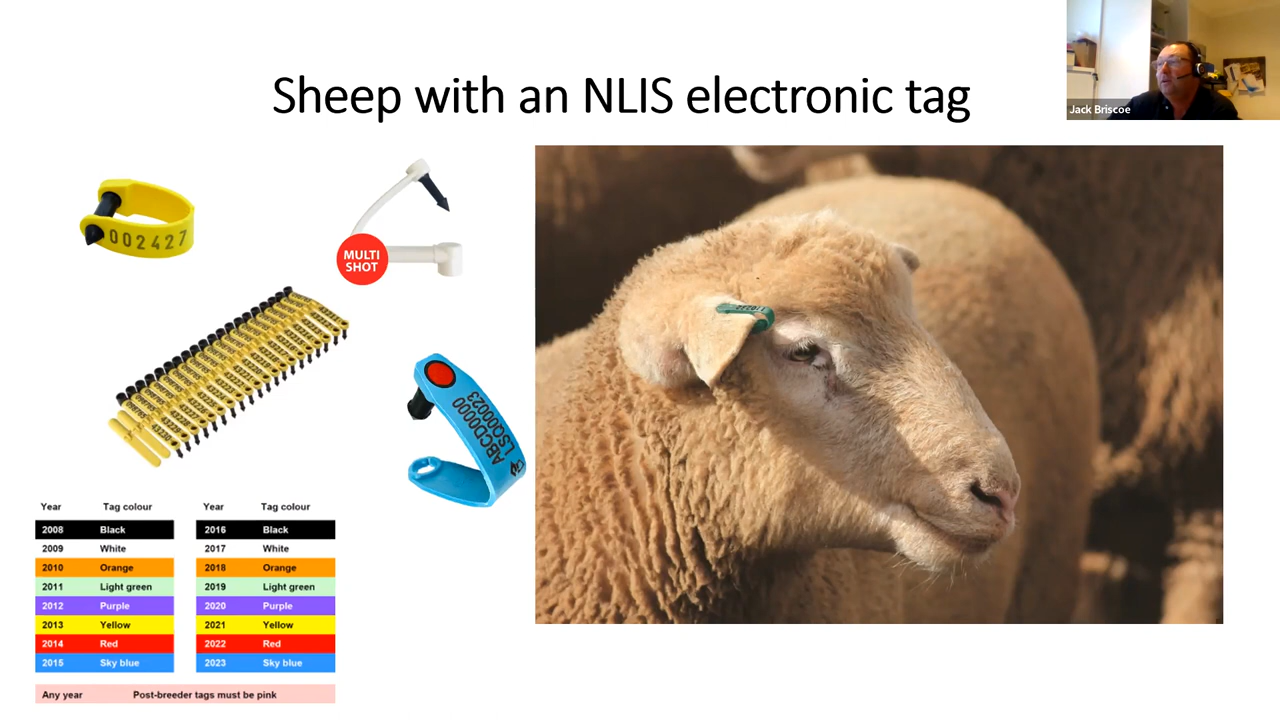 Sheep with an NLIS electronic tag
Jack Briscoe
002427
MULTI
SHOT
ABCD0000
LSQ00023
Year Tag colour Year Tag colour
2008 Black 2016 Black
2009 White 2017 White
2010 Orange 2018 Orange
2011 Light green 2019 Light green
2012 Purple 2020 Purple
2013 Yellow 2021 Yellow
2014 Red 2022 Red
2015 Sky blue 2023 Sky blue
Any year Post-breeder tags must be pink